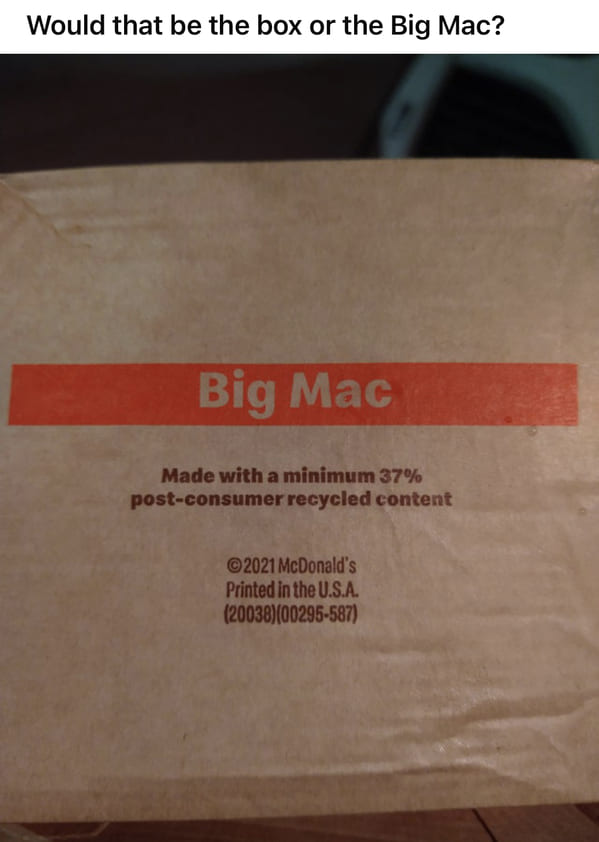 Would that be the box or the Big Mac?
Big Mac
Made with a minimum 37%
post-consumer recycled content
©2021 McDonald's
Printed in the U.S.A.
(20038)(00295-587)